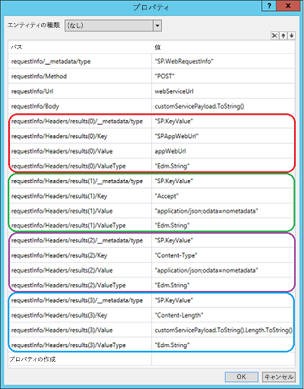 プロパティ
エンティティの種類 (なし)
パス 値
requestInfo/__metadata/type "SP.WebRequestInfo"
requestInfo/Method "POST"
requestInfo/Url webServiceUrl
requestInfo/Body customServicePayload.ToString()
requestInfo/Headers/results(0)/__metadata/type "SP.KeyValue"
requestInfo/Headers/results(0)/Key "SPAppWebUrl"
requestInfo/Headers/results(0)/Value appWebUrl
requestInfo/Headers/results(0)/ValueType "Edm.String"
requestInfo/Headers/results(1)/__metadata/type "SP.KeyValue"
requestInfo/Headers/results(1)/Key "Accept"
requestInfo/Headers/results(1)/Value "application/json;odata=nometadata"
requestInfo/Headers/results(1)/ValueType "Edm.String"
requestInfo/Headers/results(2)/__metadata/type "SP.KeyValue"
requestInfo/Headers/results(2)/Key "Content-Type"
requestInfo/Headers/results(2)/Value "application/json;odata=nometadata"
requestInfo/Headers/results(2)/ValueType "Edm.String"
requestInfo/Headers/results(3)/__metadata/type "SP.KeyValue"
requestInfo/Headers/results(3)/Key "Content-Length"
requestInfo/Headers/results(3)/Value customServicePayload.ToString().Length.ToString()
requestInfo/Headers/results(3)/ValueType "Edm.String"
プロパティの作成
OK キャンセル